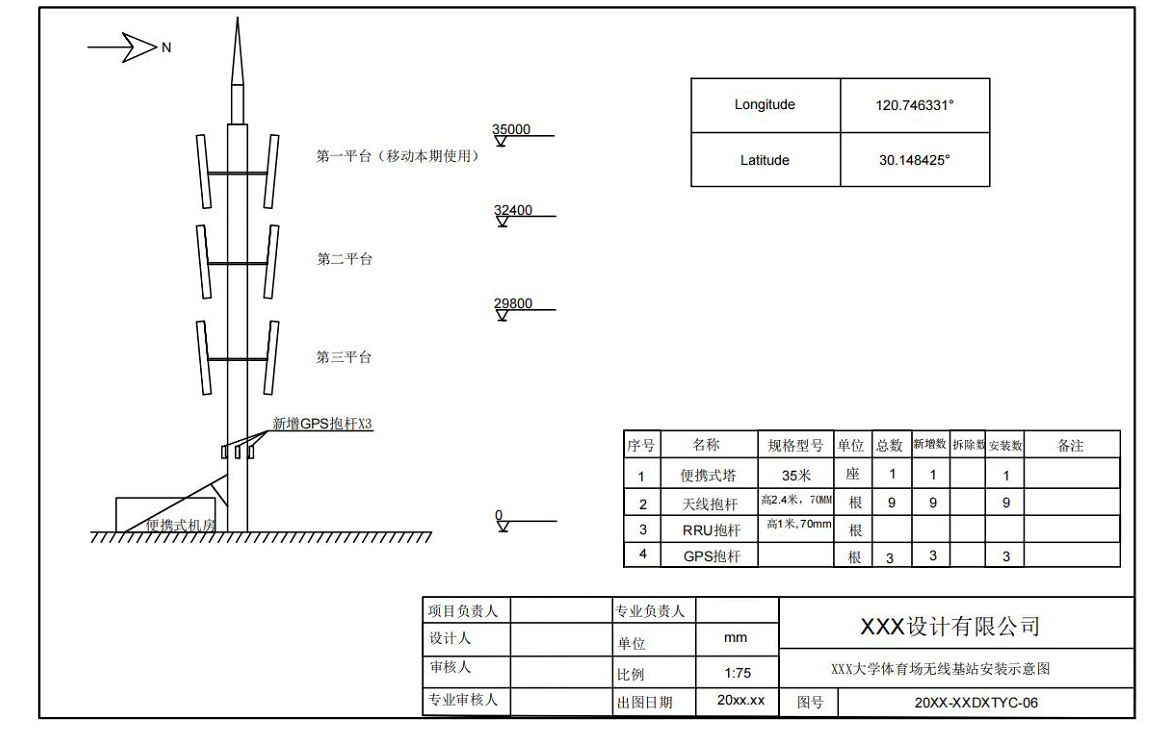 N
35000
第一平台（移动本期使用）
32400
第二平台
29800
第三平台
新增GPS抱杆X3
0
便携式机房
Longitude 120.746331°
Latitude 30.148425°
序号 名称 规格型号 单位 总数 新增数 拆除数 安装数 备注
1 便携式塔 35米 座 1 1 1
2 天线抱杆 高2.4米，70MM 根 9 9 9
3 RRU抱杆 高1米,70mm 根
4 GPS抱杆 根 3 3 3
项目负责人 专业负责人
设计人 单位 mm
审核人 比例 1:75
专业审核人 出图日期 20xx.xx
XXX设计有限公司
XXX大学体育场无线基站安装示意图
图号 20XX-XXDXTYC-06